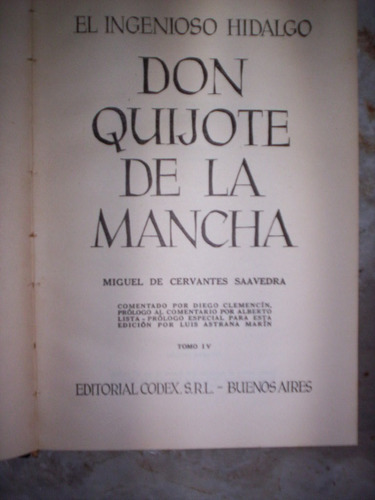 EL INGENIOSO HIDALGO
DON
QUIJOTE
DE LA
MANCHA
MIGUEL DE CERVANTES SAAVEDRA
COMENTADO POR DIEGO CLEMENCÍN,
PRÓLOGO AL COMENTARIO POR ALBERTO
LISTA - PRÓLOGO ESPECIAL PARA ESTA
EDICIÓN POR LUIS ASTRANA MARÍN
TOMO IV
EDITORIAL CODEX, S.R.L. - BUENOS AIRES